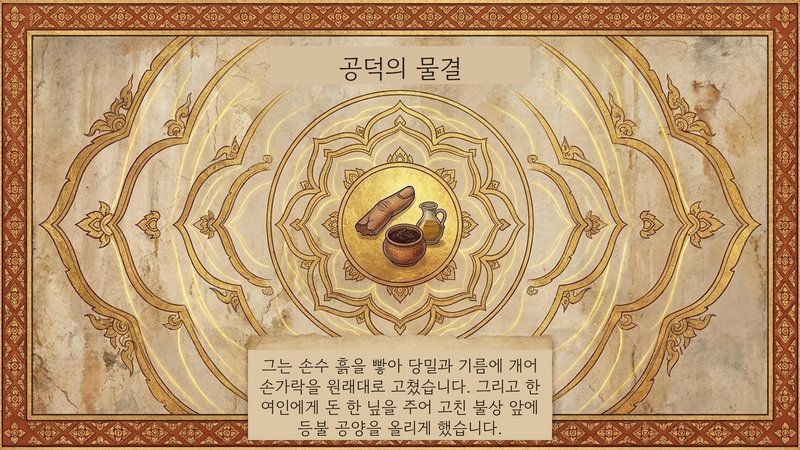 공덕의 물결
그는 손수 흙을 빻아 당밀과 기름에 개어
손가락을 원래대로 고쳤습니다. 그리고 한
여인에게 돈 한 닢을 주어 고친 불상 앞에
등불 공양을 올리게 했습니다.